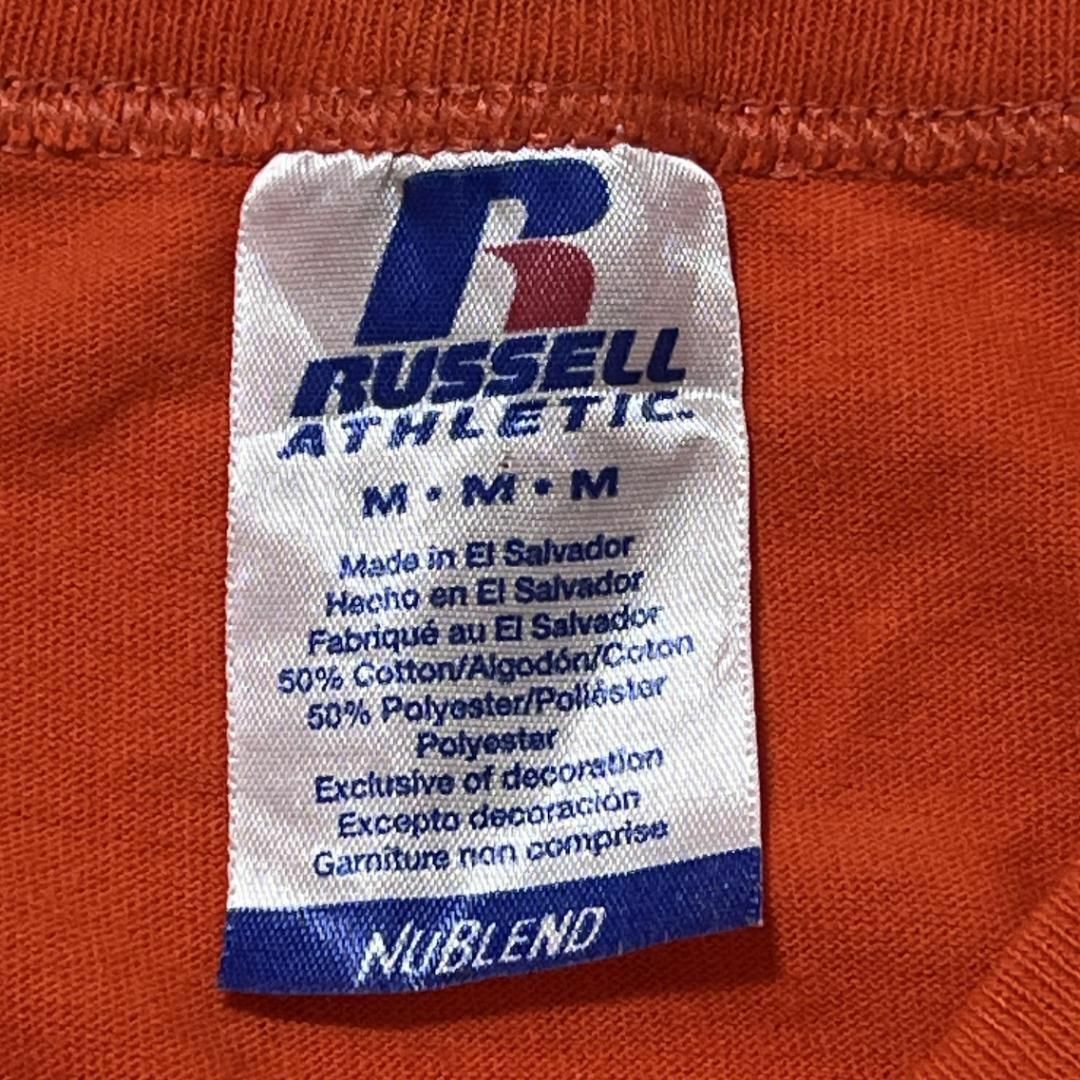 R
RUSSELL
ATHLETIC
M • M • M
Made in El Salvador
Hecho en El Salvador
Fabriqué au El Salvador
50% Cotton/Algodón/Coton
50% Polyester/Poliéster
Polyester
Exclusive of decoration
Excepto decoración
Garniture non comprise
NUBLEND